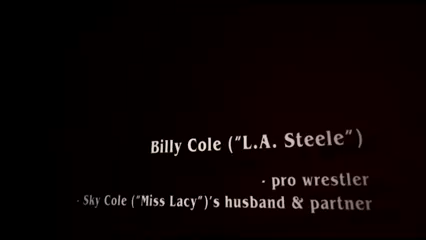 Billy Cole ("L.A. Steele")
· pro wrestler
· Sky Cole ("Miss Lacy")'s husband & partner